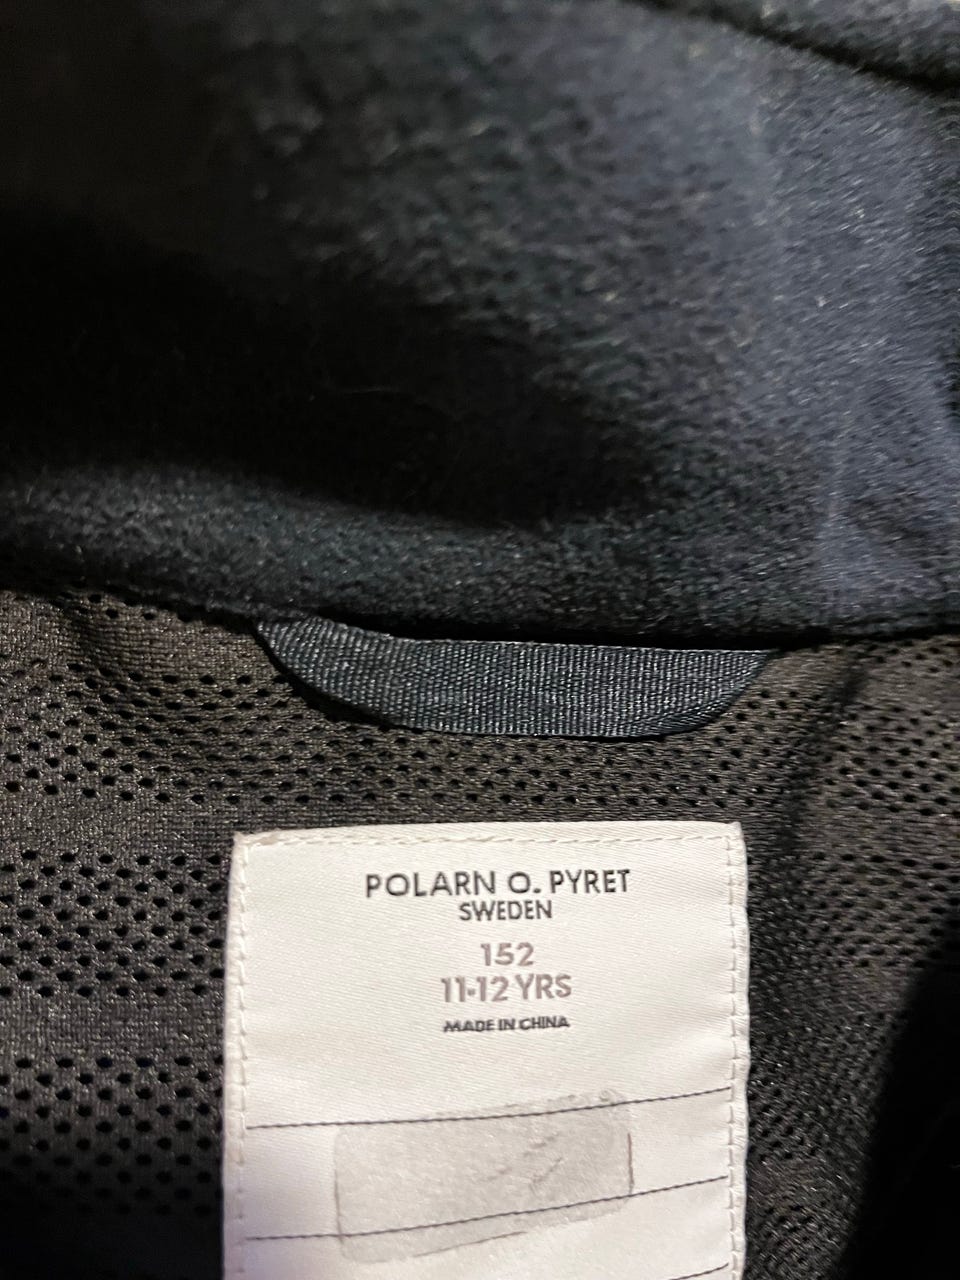 POLARN O. PYRET
SWEDEN
152
11-12 YRS
MADE IN CHINA